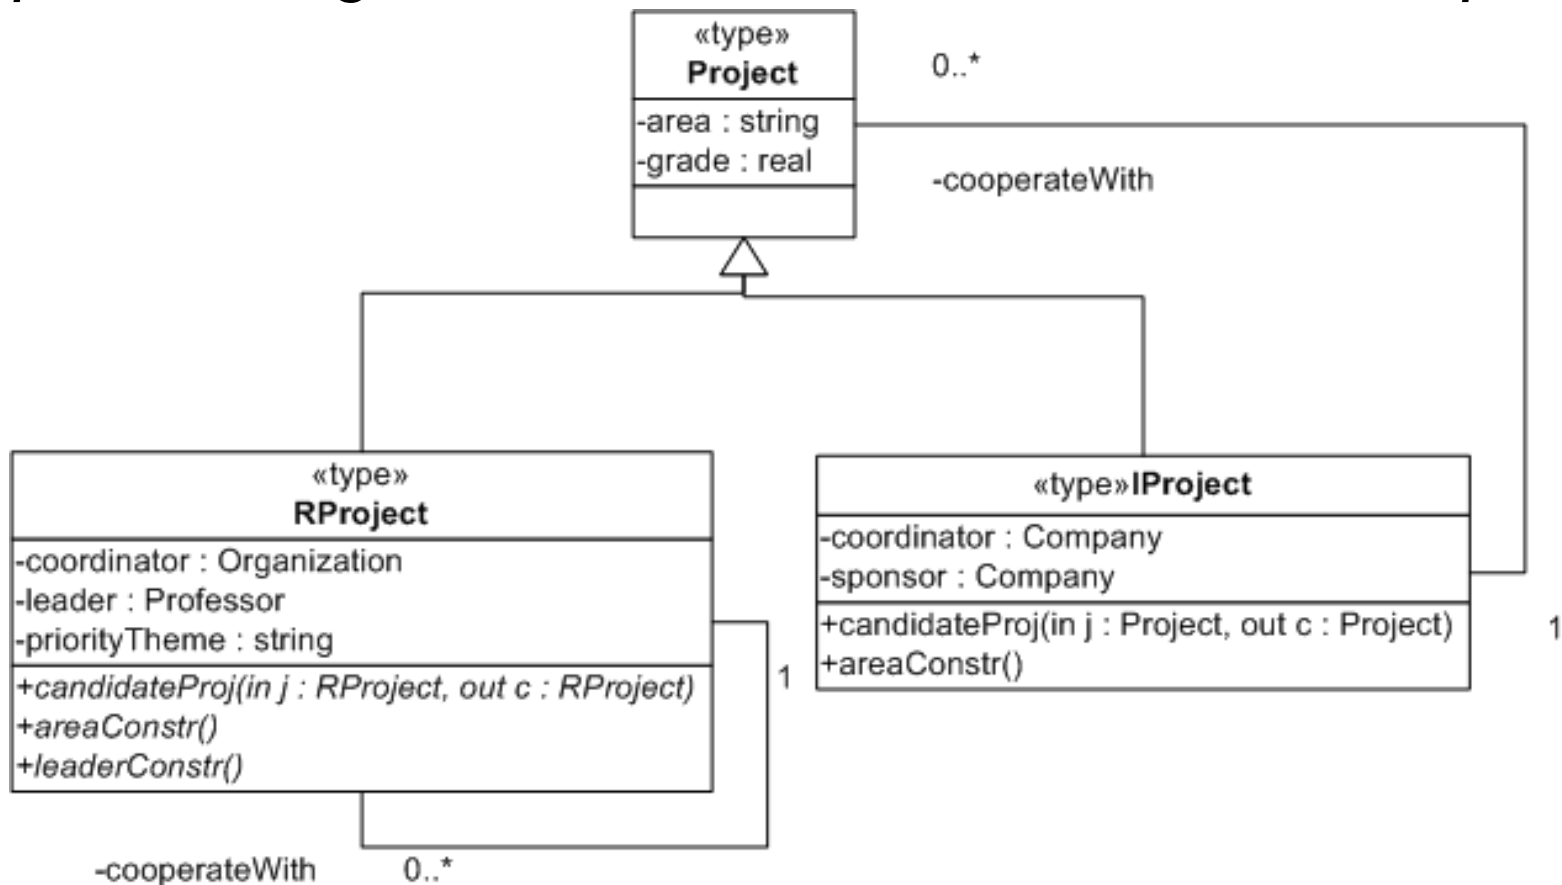 «type»
Project
-area : string
-grade : real
0..*
-cooperateWith
«type»
RProject
-coordinator : Organization
-leader : Professor
-priorityTheme : string
+candidateProj(in j : RProject, out c : RProject)
+areaConstr()
+leaderConstr()
1
-cooperateWith 0..*
«type»IProject
-coordinator : Company
-sponsor : Company
+candidateProj(in j : Project, out c : Project)
+areaConstr()
1